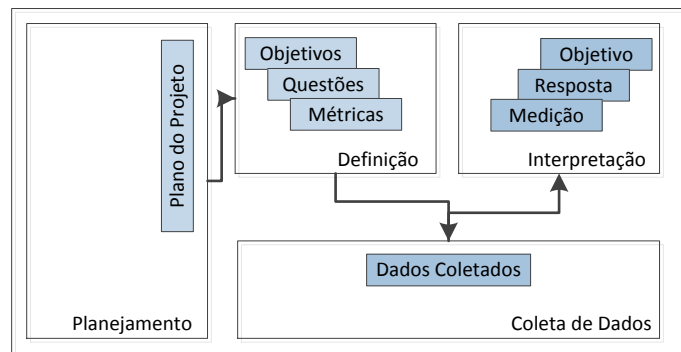 Plano do Projeto
Planejamento
Objetivos
Questões
Métricas
Definição
Objetivo
Resposta
Medição
Interpretação
Dados Coletados
Coleta de Dados